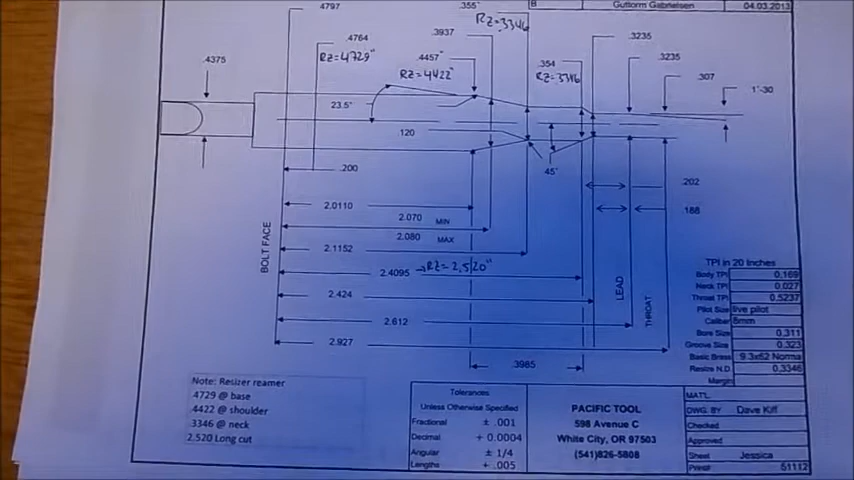 B
Guttorm Gabrielsen
04.03.2013
.4797
.355"
RZ=.3346
.3937
.3235
.4764
RZ=4729"
.4457"
.4375
RZ=4422"
.354
RZ=3346
.3235
.307
1°-30
23.5°
.120
45°
.200
.202
.188
2.0110
2.070 MIN
2.080 MAX
2.1152
2.4095
→RZ=2,520"
2.424
2.612
2.927
.3985
BOLT FACE
LEAD
THROAT
TPI in 20 Inches
Body TPI 0.169
Neck TPI 0.027
Throat TPI 0.5237
Pilot Size live pilot
Caliber 8mm
Bore Size 0.311
Groove Size 0.323
Basic Brass 9.3x62 Norma
Resize N.D. 0.3346
Margin
Note: Resizer reamer
4729 @ base
4422 @ shoulder
3346 @ neck
2.520 Long cut
Tolerances
Unless Otherwise Specified
Fractional ± .001
Decimal + 0.0004
Angular ± 1/4
Lengths + .005
PACIFIC TOOL
598 Avenue C
White City, OR 97503
(541)826-5808
MATL.
DWG. BY Dave Kiff
Checked
Approved
Sheet Jessica
Print# 51112